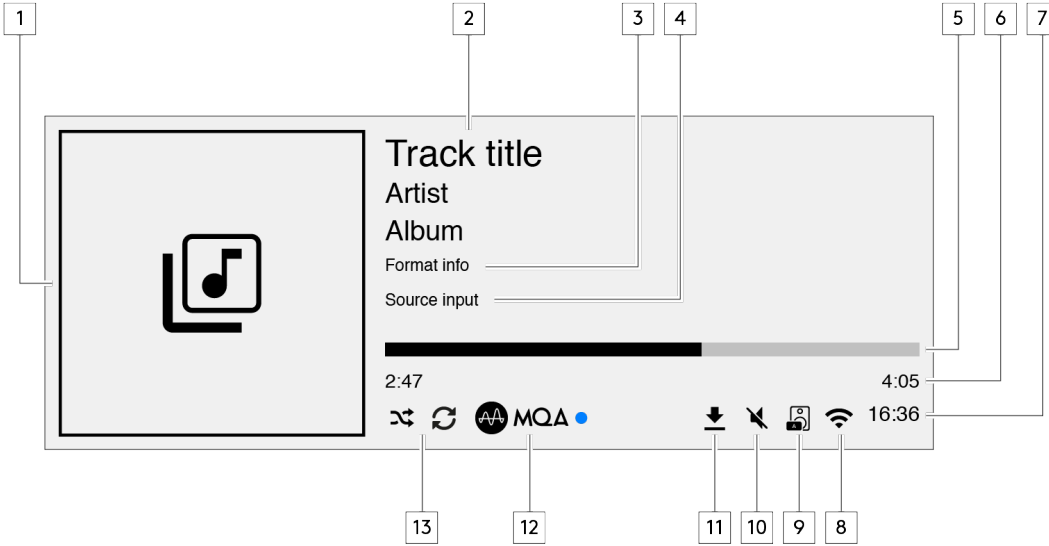 1 2 3 4 5 6 7
Track title
Artist
Album
Format info
Source input
2:47 4:05
MQA 16:36
A
13 12 11 10 9 8